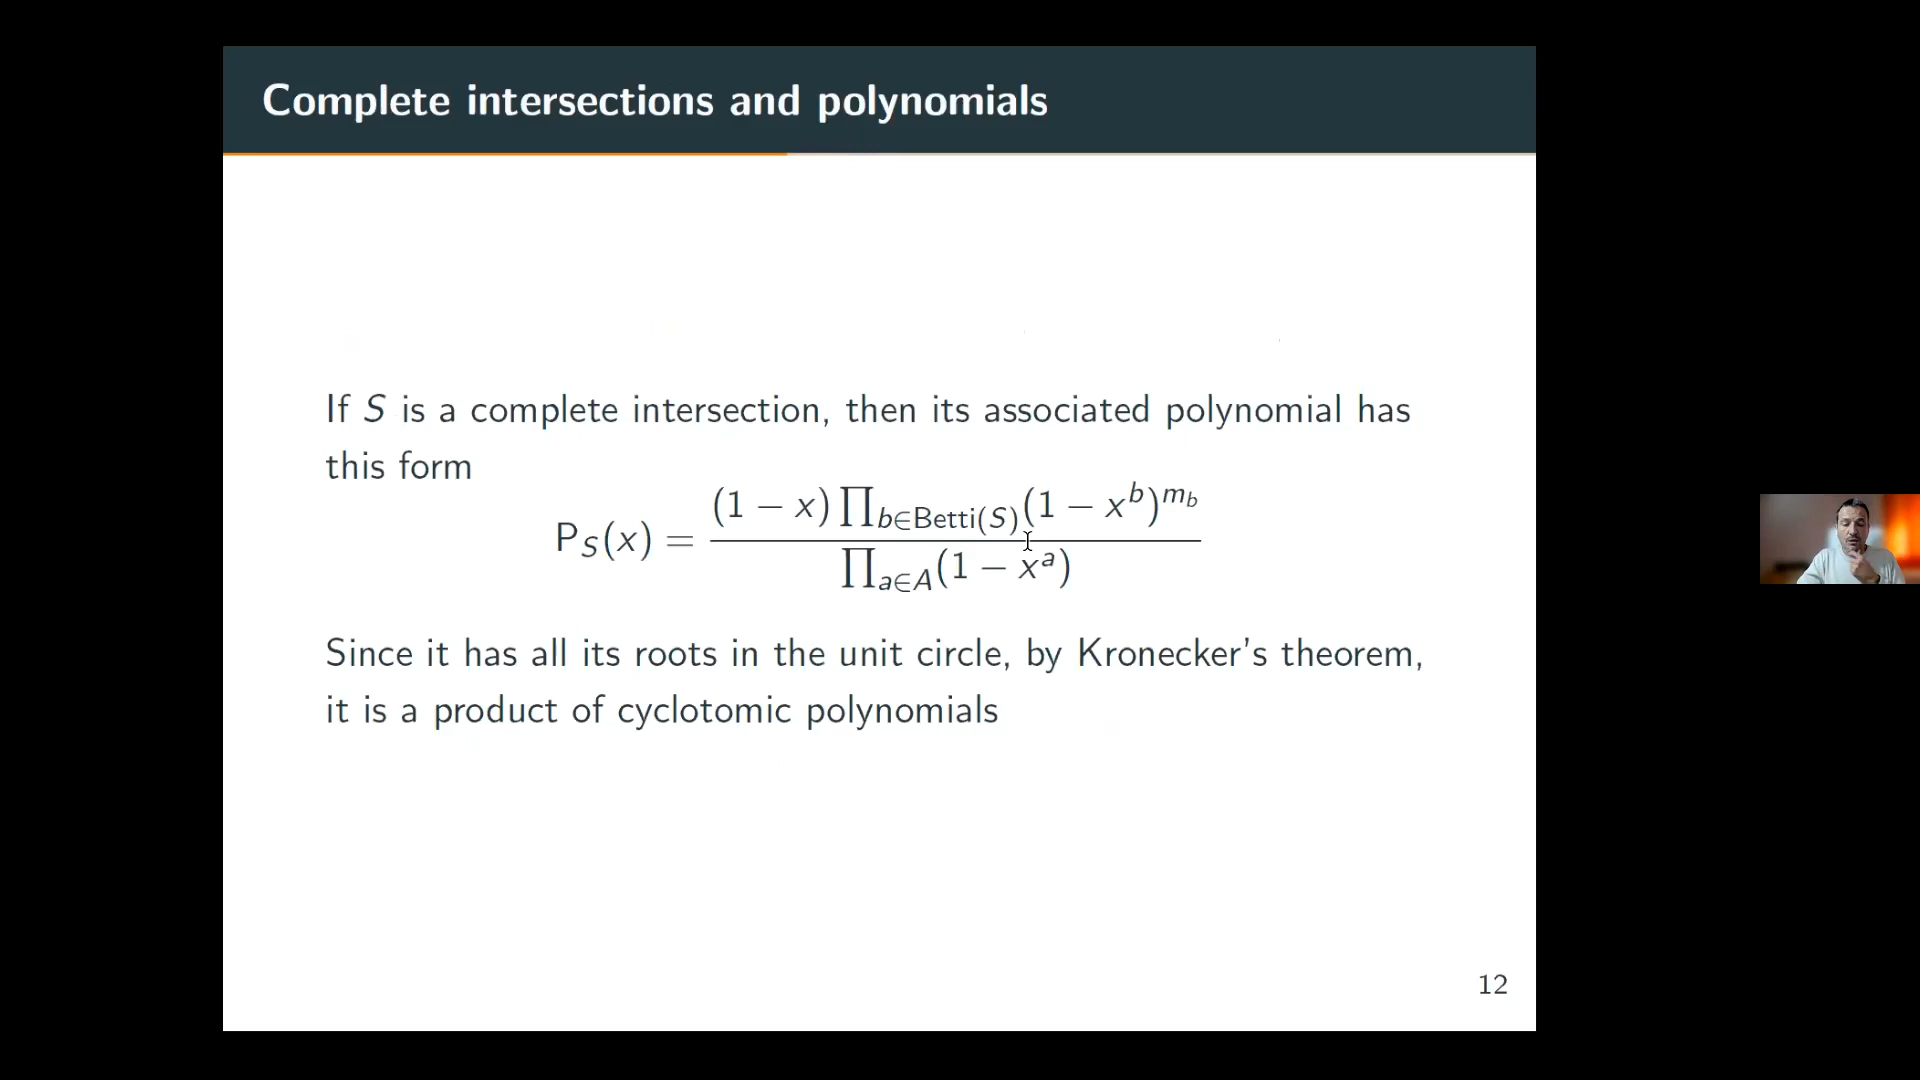 Complete intersections and polynomials
If S is a complete intersection, then its associated polynomial has
this form
P_S(x) = \frac{(1 − x) ∏_{b∈Betti(S)}(1 − x^b)^{m_b}}{∏_{a∈A}(1 − x^a)}
Since it has all its roots in the unit circle, by Kronecker's theorem,
it is a product of cyclotomic polynomials
12